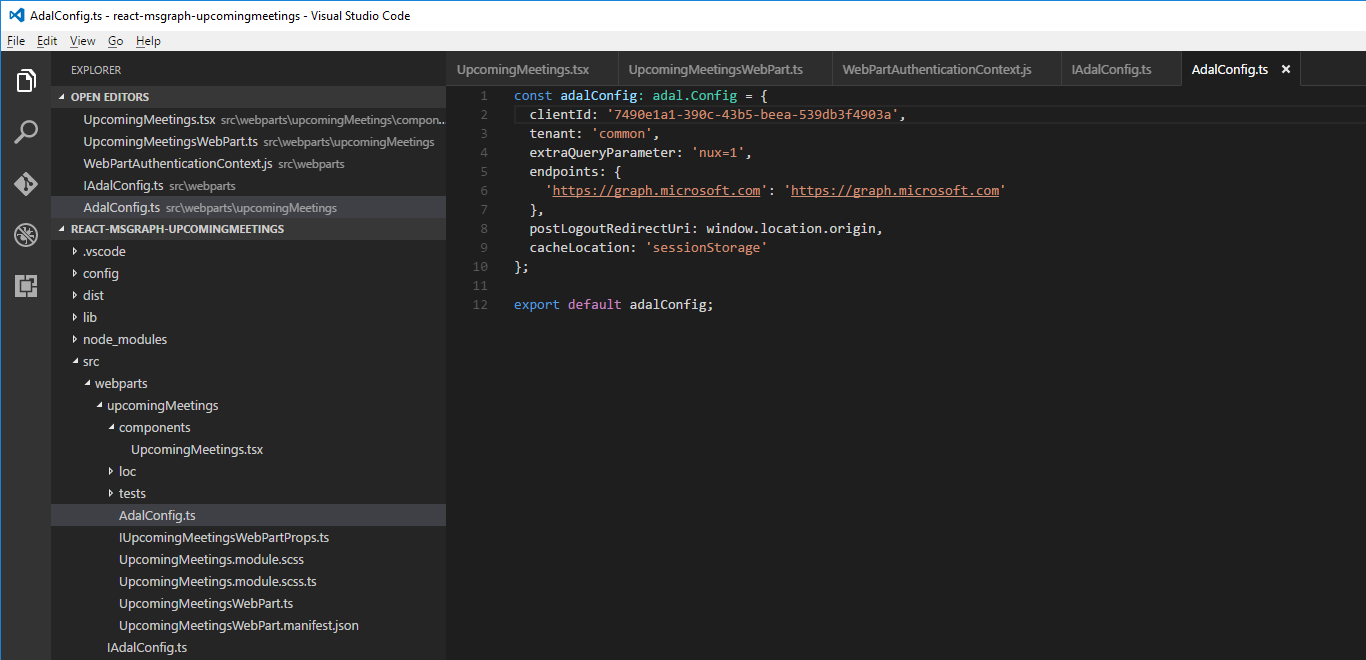 AdalConfig.ts - react-msgraph-upcomingmeetings - Visual Studio Code
File Edit View Go Help
EXPLORER
OPEN EDITORS
UpcomingMeetings.tsx src\webparts\upcomingMeetings\compon...
UpcomingMeetingsWebPart.ts src\webparts\upcomingMeetings
WebPartAuthenticationContext.js src\webparts
IAdalConfig.ts src\webparts
AdalConfig.ts src\webparts\upcomingMeetings
REACT-MSGRAPH-UPCOMINGMEETINGS
.vscode
config
dist
lib
node_modules
src
webparts
upcomingMeetings
components
UpcomingMeetings.tsx
loc
tests
AdalConfig.ts
IUpcomingMeetingsWebPartProps.ts
UpcomingMeetings.module.scss
UpcomingMeetings.module.scss.ts
UpcomingMeetingsWebPart.ts
UpcomingMeetingsWebPart.manifest.json
IAdalConfig.ts
UpcomingMeetings.tsx UpcomingMeetingsWebPart.ts WebPartAuthenticationContext.js IAdalConfig.ts AdalConfig.ts
1 const adalConfig: adal.Config = {
2 clientId: '7490e1a1-390c-43b5-beea-539db3f4903a',
3 tenant: 'common',
4 extraQueryParameter: 'nux=1',
5 endpoints: {
6 'https://graph.microsoft.com': 'https://graph.microsoft.com'
7 },
8 postLogoutRedirectUri: window.location.origin,
9 cacheLocation: 'sessionStorage'
10 };
11
12 export default adalConfig;